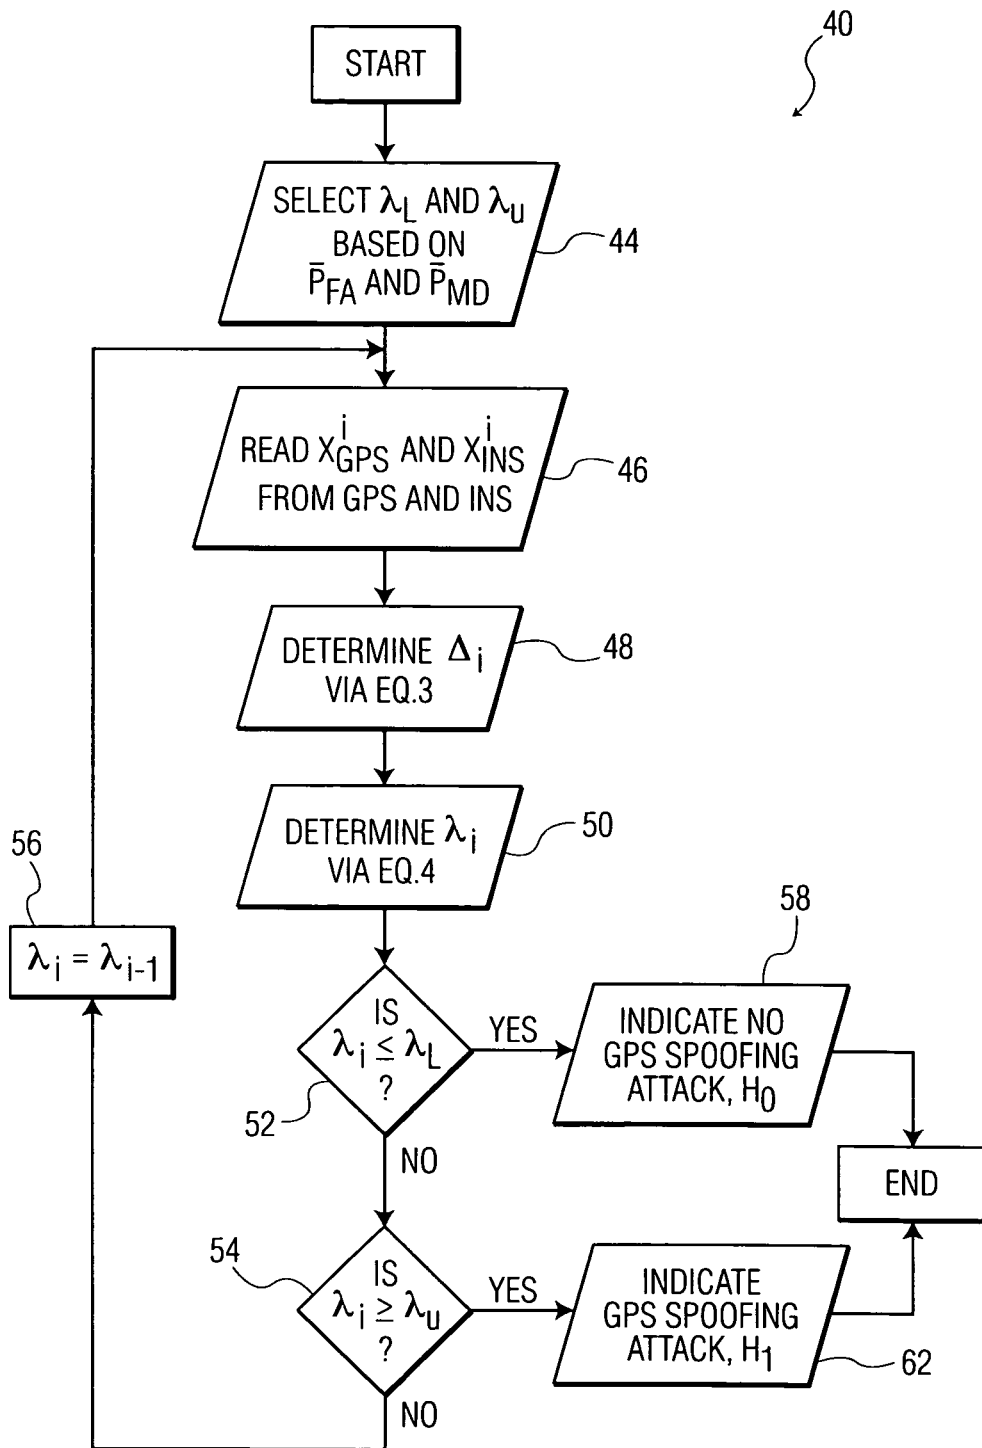 40
START
SELECT λL AND λu
BASED ON
P̄FA AND P̄MD
44
READ XⁱGPS AND XⁱINS
FROM GPS AND INS
46
DETERMINE Δi
VIA EQ.3
48
DETERMINE λi
VIA EQ.4
50
56
λi = λi-1
IS
λi ≤ λL
?
52
YES
NO
58
INDICATE NO
GPS SPOOFING
ATTACK, H0
END
54
IS
λi ≥ λu
?
YES
NO
INDICATE
GPS SPOOFING
ATTACK, H1
62